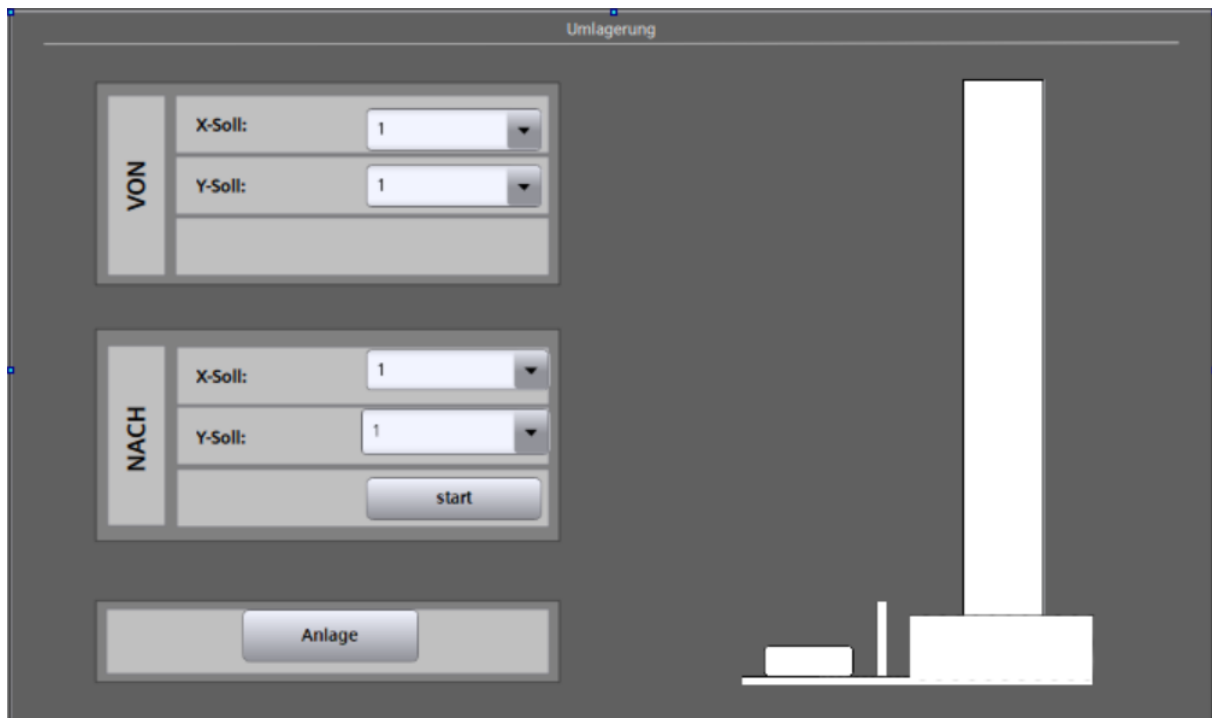 Umlagerung
VON
X-Soll:
1
Y-Soll:
1
NACH
X-Soll:
1
Y-Soll:
1
start
Anlage